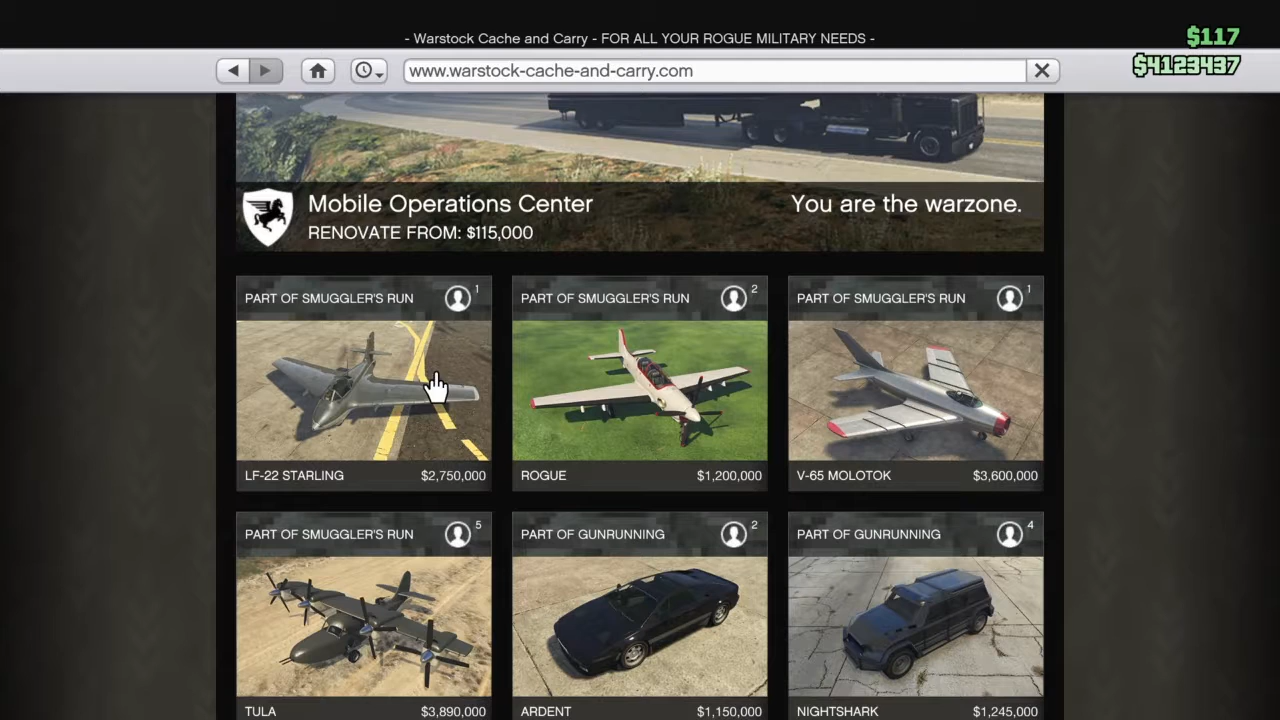 - Warstock Cache and Carry - FOR ALL YOUR ROGUE MILITARY NEEDS -
$117
$4123437
www.warstock-cache-and-carry.com
Mobile Operations Center
You are the warzone.
RENOVATE FROM: $115,000
PART OF SMUGGLER'S RUN 1
PART OF SMUGGLER'S RUN 2
PART OF SMUGGLER'S RUN 1
LF-22 STARLING $2,750,000
ROGUE $1,200,000
V-65 MOLOTOK $3,600,000
PART OF SMUGGLER'S RUN 5
PART OF GUNRUNNING 2
PART OF GUNRUNNING 4
TULA $3,890,000
ARDENT $1,150,000
NIGHTSHARK $1,245,000